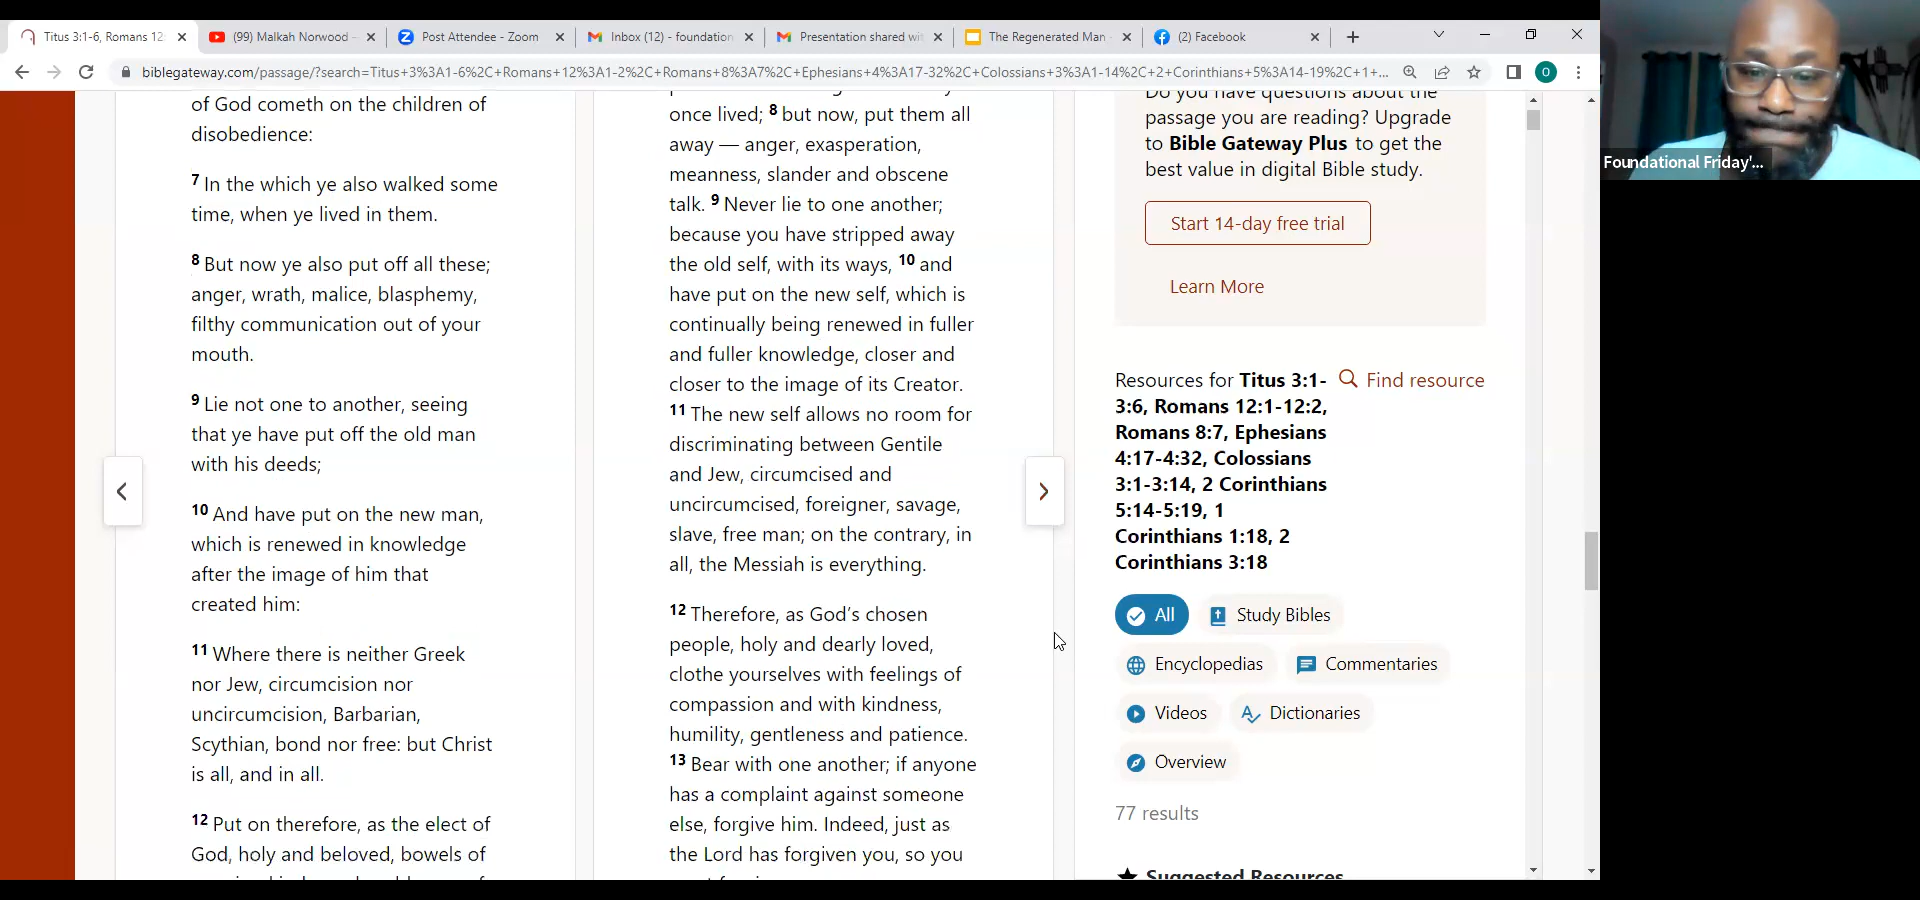 Titus 3:1-6, Romans 12:
(99) Malkah Norwood –
Post Attendee - Zoom
Inbox (12) - foundation
Presentation shared wi
The Regenerated Man -
(2) Facebook
biblegateway.com/passage/?search=Titus+3%3A1-6%2C+Romans+12%3A1-2%2C+Romans+8%3A7%2C+Ephesians+4%3A17-32%2C+Colossians+3%3A1-14%2C+2+Corinthians+5%3A14-19%2C+1+...
O
of God cometh on the children of
disobedience:
7 In the which ye also walked some
time, when ye lived in them.
8 But now ye also put off all these;
anger, wrath, malice, blasphemy,
filthy communication out of your
mouth.
9 Lie not one to another, seeing
that ye have put off the old man
with his deeds;
10 And have put on the new man,
which is renewed in knowledge
after the image of him that
created him:
11 Where there is neither Greek
nor Jew, circumcision nor
uncircumcision, Barbarian,
Scythian, bond nor free: but Christ
is all, and in all.
12 Put on therefore, as the elect of
God, holy and beloved, bowels of
once lived; 8 but now, put them all
away — anger, exasperation,
meanness, slander and obscene
talk. 9 Never lie to one another;
because you have stripped away
the old self, with its ways, 10 and
have put on the new self, which is
continually being renewed in fuller
and fuller knowledge, closer and
closer to the image of its Creator.
11 The new self allows no room for
discriminating between Gentile
and Jew, circumcised and
uncircumcised, foreigner, savage,
slave, free man; on the contrary, in
all, the Messiah is everything.
12 Therefore, as God's chosen
people, holy and dearly loved,
clothe yourselves with feelings of
compassion and with kindness,
humility, gentleness and patience.
13 Bear with one another; if anyone
has a complaint against someone
else, forgive him. Indeed, just as
the Lord has forgiven you, so you
Do you have questions about the
passage you are reading? Upgrade
to Bible Gateway Plus to get the
best value in digital Bible study.
Start 14-day free trial
Learn More
Resources for Titus 3:1-
3:6, Romans 12:1-12:2,
Romans 8:7, Ephesians
4:17-4:32, Colossians
3:1-3:14, 2 Corinthians
5:14-5:19, 1
Corinthians 1:18, 2
Corinthians 3:18
Find resource
All
Study Bibles
Encyclopedias
Commentaries
Videos
Dictionaries
Overview
77 results
Suggested Resources
Foundational Friday'...